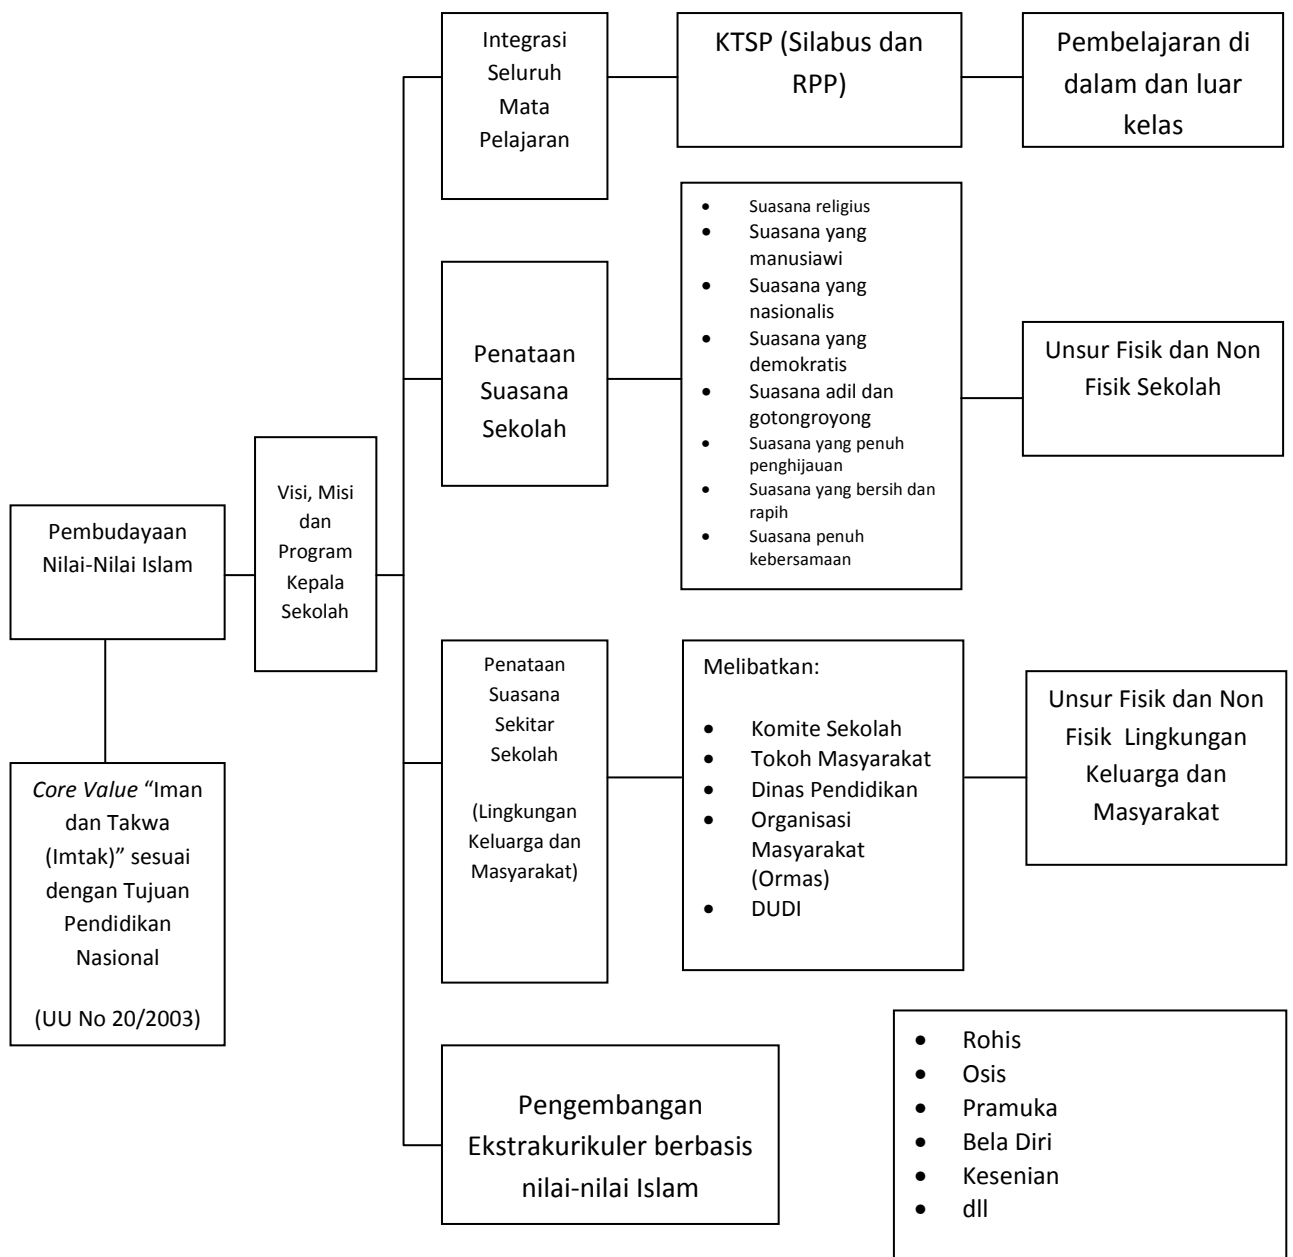 Integrasi
Seluruh
Mata
Pelajaran
KTSP (Silabus dan
RPP)
Pembelajaran di
dalam dan luar
kelas
• Suasana religius
• Suasana yang
manusiawi
• Suasana yang
nasionalis
• Suasana yang
demokratis
• Suasana adil dan
gotongroyong
• Suasana yang penuh
penghijauan
• Suasana yang bersih dan
rapih
• Suasana penuh
kebersamaan
Penataan
Suasana
Sekolah
Unsur Fisik dan Non
Fisik Sekolah
Visi, Misi
dan
Program
Kepala
Sekolah
Pembudayaan
Nilai-Nilai Islam
Penataan
Suasana
Sekitar
Sekolah
(Lingkungan
Keluarga dan
Masyarakat)
Melibatkan:
• Komite Sekolah
• Tokoh Masyarakat
• Dinas Pendidikan
• Organisasi
Masyarakat
(Ormas)
• DUDI
Unsur Fisik dan Non
Fisik Lingkungan
Keluarga dan
Masyarakat
Core Value “Iman
dan Takwa
(Imtak)” sesuai
dengan Tujuan
Pendidikan
Nasional
(UU No 20/2003)
Pengembangan
Ekstrakurikuler berbasis
nilai-nilai Islam
• Rohis
• Osis
• Pramuka
• Bela Diri
• Kesenian
• dll